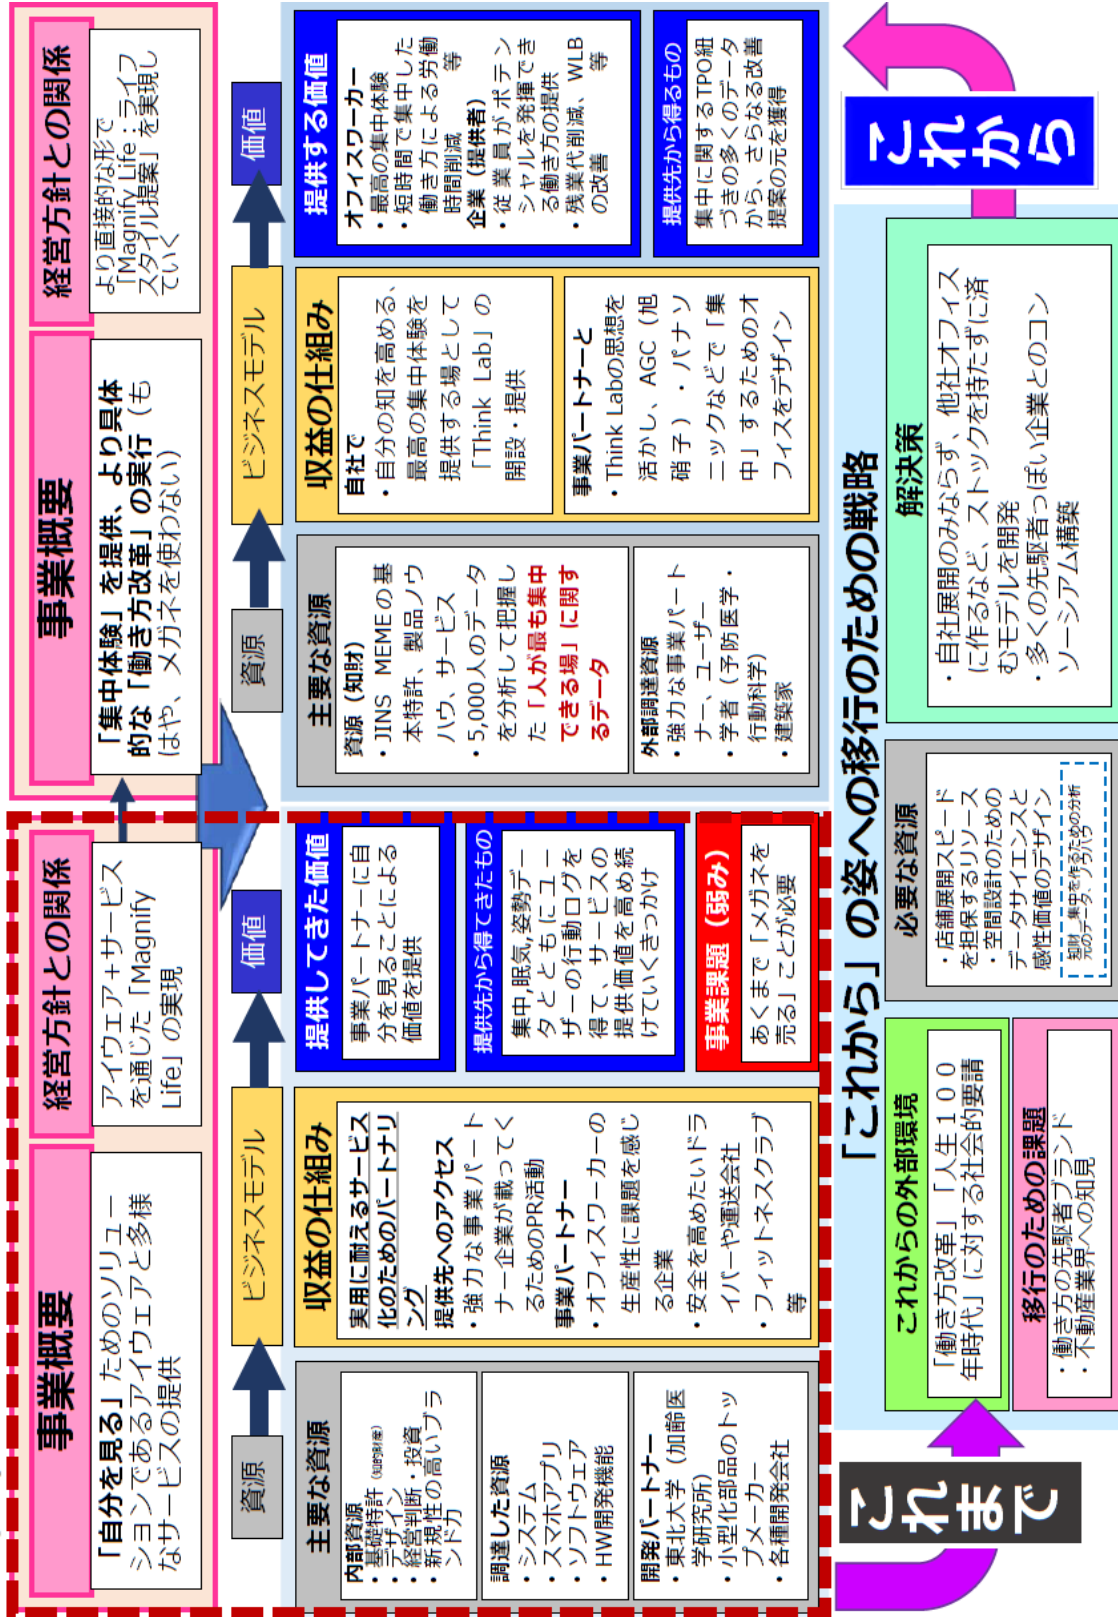 事業概要
経営方針との関係
「自分を見る」ためのソリュー
ションであるアイウェアと多様
なサービスの提供
アイウェア+サービス
を通じた「Magnify
Life」の実現
資源
ビジネスモデル
価値
主要な資源
内部資源
・基礎特許（知的財産）
・デザイン
・経営判断・投資
・新規性の高いブラ
ンド力
調達した資源
・システム
・スマホアプリ
・ソフトウェア
・HW開発機能
開発パートナー
・東北大学（加齢医
学研究所）
・小型化部品のトッ
プメーカー
・各種開発会社
収益の仕組み
実用に耐えるサービス
化のためのパートナリ
ング
提供先へのアクセス
・強力な事業パート
ナー企業が載ってく
るためのPR活動
事業パートナー
・オフィスワーカーの
生産性に課題を感じ
る企業
・安全を高めたいドラ
イバーや運送会社
・フィットネスクラブ
等
提供してきた価値
事業パートナーに自
分を見ることによる
価値を提供
提供先から得てきたもの
集中,眠気,姿勢デー
タとともにユー
ザーの行動ログを
得て、サービスの
提供価値を高め続
けていくきっかけ
事業課題（弱み）
あくまで「メガネを
売る」ことが必要
事業概要
経営方針との関係
「集中体験」を提供、より具体
的な「働き方改革」の実行（も
はや、メガネを使わない）
より直接的な形で
「Magnify Life：ライフ
スタイル提案」を実現し
ていく
資源
ビジネスモデル
価値
主要な資源
資源（知財）
・JINS MEMEの基
本特許、製品ノウ
ハウ、サービス
・5,000人のデータ
を分析して把握し
た「人が最も集中
できる場」に関す
るデータ
外部調達資源
・強力な事業パート
ナー、ユーザー
・学者（予防医学・
行動科学）
・建築家
収益の仕組み
自社で
・自分の知を高める、
最高の集中体験を
提供する場として
「Think Lab」の
開設・提供
事業パートナーと
・Think Labの思想を
活かし、AGC（旭
硝子）・パナソ
ニックなどで「集
中」するためのオ
フィスをデザイン
提供する価値
オフィスワーカー
・最高の集中体験
・短時間で集中した
働き方による労働
時間削減 等
企業（提供者）
・従業員がポテン
シャルを発揮でき
る働き方の提供
・残業代削減、WLB
の改善 等
提供先から得るもの
集中に関するTPO紐
づきの多くのデータ
から、さらなる改善
提案の元を獲得
これまで
「これから」の姿への移行のための戦略
これからの外部環境
「働き方改革」「人生１００
年時代」に対する社会的要請
移行のための課題
・働き方の先駆者ブランド
・不動産業界への知見
必要な資源
・店舗展開スピード
を担保するリソース
・空間設計のための
データサイエンスと
感性価値のデザイン
知財 集中を作るための分析
元のデータ、ノウハウ
解決策
・自社展開のみならず、他社オフィス
に作るなど、ストックを持たずに済
むモデルを開発
・多くの先駆者っぽい企業とのコン
ソーシアム構築
これから